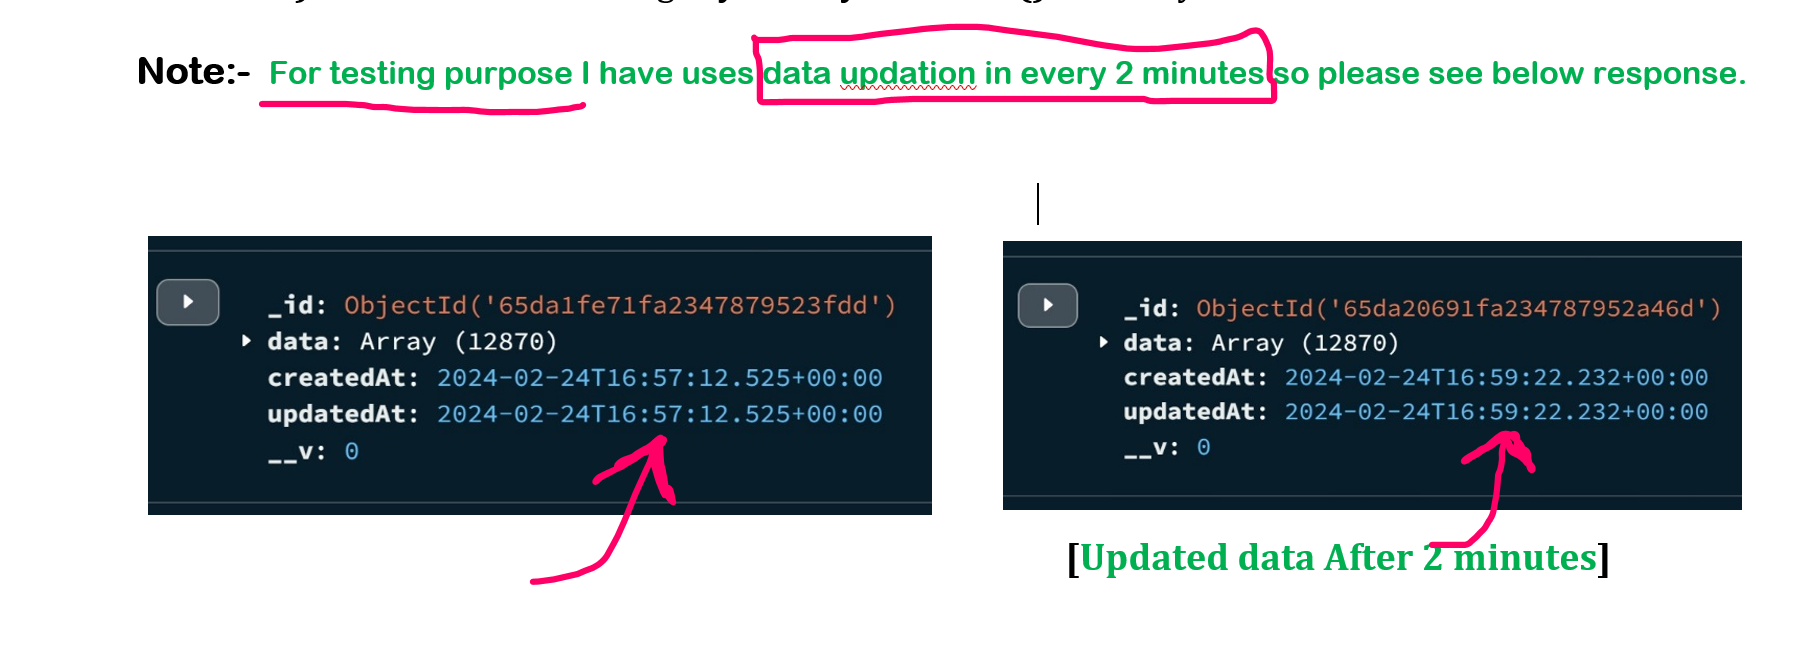 Note:- For testing purpose I have uses data updation in every 2 minutes so please see below response.
_id: ObjectId('65da1fe71fa2347879523fdd')
data: Array (12870)
createdAt: 2024-02-24T16:57:12.525+00:00
updatedAt: 2024-02-24T16:57:12.525+00:00
__v: 0
_id: ObjectId('65da20691fa234787952a46d')
data: Array (12870)
createdAt: 2024-02-24T16:59:22.232+00:00
updatedAt: 2024-02-24T16:59:22.232+00:00
__v: 0
[Updated data After 2 minutes]